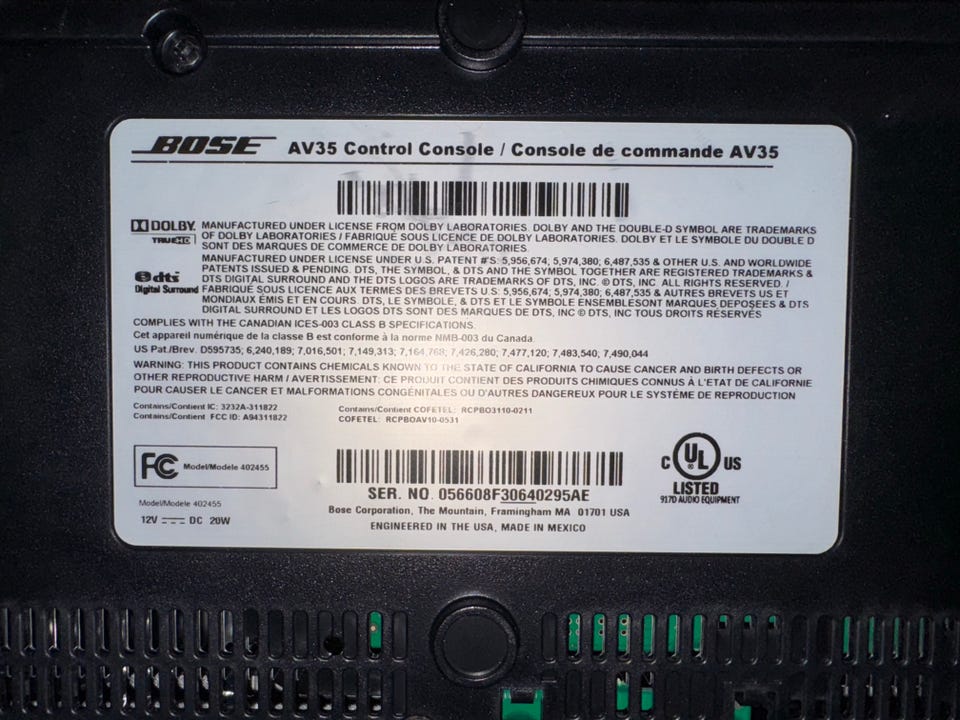 BOSE AV35 Control Console / Console de commande AV35
DOLBY TRUEHD
MANUFACTURED UNDER LICENSE FROM DOLBY LABORATORIES. DOLBY AND THE DOUBLE-D SYMBOL ARE TRADEMARKS
OF DOLBY LABORATORIES / FABRIQUÉ SOUS LICENCE DE DOLBY LABORATORIES. DOLBY ET LE SYMBOLE DU DOUBLE D
SONT DES MARQUES DE COMMERCE DE DOLBY LABORATORIES.
dts Digital Surround
MANUFACTURED UNDER LICENSE UNDER U.S. PATENT #'S: 5,956,674; 5,974,380; 6,487,535 & OTHER U.S. AND WORLDWIDE
PATENTS ISSUED & PENDING. DTS, THE SYMBOL, & DTS AND THE SYMBOL TOGETHER ARE REGISTERED TRADEMARKS &
DTS DIGITAL SURROUND AND THE DTS LOGOS ARE TRADEMARKS OF DTS, INC. © DTS, INC. ALL RIGHTS RESERVED. /
FABRIQUÉ SOUS LICENCE AUX TERMES DES BREVETS U.S: 5,956,674; 5,974,380; 6,487,535 & AUTRES BREVETS US ET
MONDIAUX ÉMIS ET EN COURS. DTS, LE SYMBOLE, & DTS ET LE SYMBOLE ENSEMBLESONT MARQUES DEPOSÉES & DTS
DIGITAL SURROUND ET LES LOGOS DTS SONT DES MARQUES DE DTS, INC © DTS, INC TOUS DROITS RÉSERVÉS
COMPLIES WITH THE CANADIAN ICES-003 CLASS B SPECIFICATIONS.
Cet appareil numérique de la classe B est conforme à la norme NMB-003 du Canada.
US Pat./Brev. D595735; 6,240,189; 7,016,501; 7,149,313; 7,164,768; 7,426,280; 7,477,120; 7,483,540; 7,490,044
WARNING: THIS PRODUCT CONTAINS CHEMICALS KNOWN TO THE STATE OF CALIFORNIA TO CAUSE CANCER AND BIRTH DEFECTS OR
OTHER REPRODUCTIVE HARM / AVERTISSEMENT: CE PRODUIT CONTIENT DES PRODUITS CHIMIQUES CONNUS À L'ETAT DE CALIFORNIE
POUR CAUSER LE CANCER ET MALFORMATIONS CONGÉNITALES OU D'AUTRES DANGEREUX POUR LE SYSTÈME DE REPRODUCTION
Contains/Contient IC: 3232A-311822
Contains/Contient FCC ID: A94311822
Contains/Contient COFETEL: RCPBO3110-0211
COFETEL: RCPBOAV10-0531
FC Model/Modèle 402455
Model/Modèle 402455
12V DC 20W
SER. NO. 056608F30640295AE
Bose Corporation, The Mountain, Framingham MA 01701 USA
ENGINEERED IN THE USA, MADE IN MEXICO
C UL US
LISTED
917D AUDIO EQUIPMENT